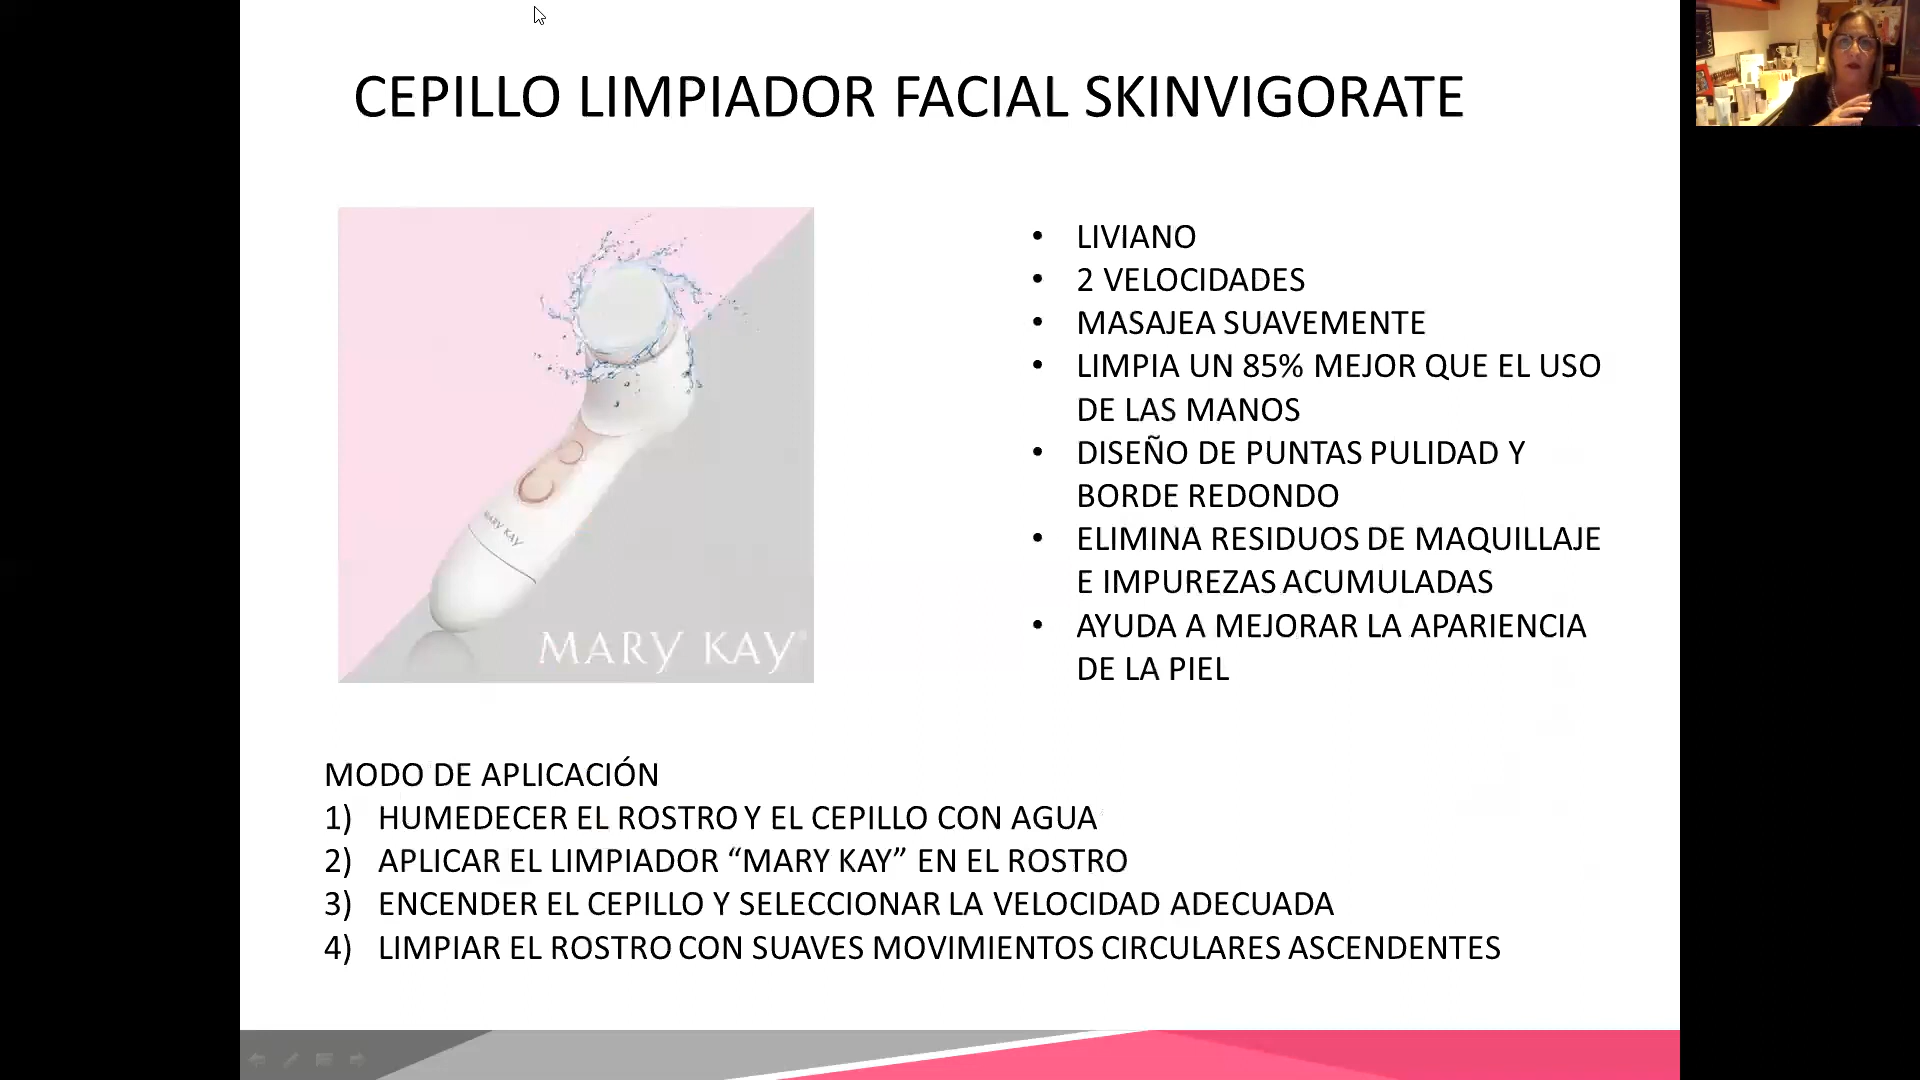 CEPILLO LIMPIADOR FACIAL SKINVIGORATE
MARY KAY
MARY KAY®
• LIVIANO
• 2 VELOCIDADES
• MASAJEA SUAVEMENTE
• LIMPIA UN 85% MEJOR QUE EL USO
DE LAS MANOS
• DISEÑO DE PUNTAS PULIDAD Y
BORDE REDONDO
• ELIMINA RESIDUOS DE MAQUILLAJE
E IMPUREZAS ACUMULADAS
• AYUDA A MEJORAR LA APARIENCIA
DE LA PIEL
MODO DE APLICACIÓN
1) HUMEDECER EL ROSTRO Y EL CEPILLO CON AGUA
2) APLICAR EL LIMPIADOR “MARY KAY” EN EL ROSTRO
3) ENCENDER EL CEPILLO Y SELECCIONAR LA VELOCIDAD ADECUADA
4) LIMPIAR EL ROSTRO CON SUAVES MOVIMIENTOS CIRCULARES ASCENDENTES